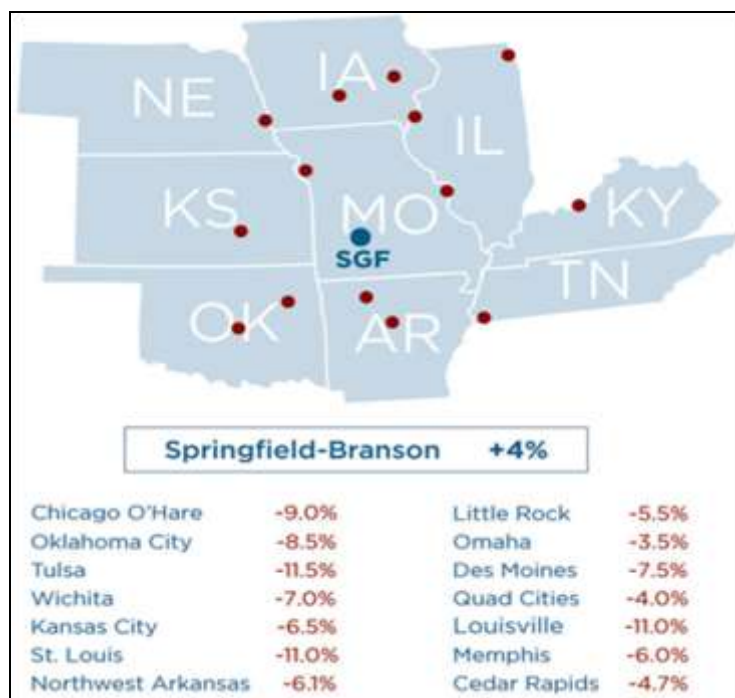 IA
NE
IL
KS
MO
KY
SGF
TN
OK
AR
Springfield-Branson +4%
Chicago O'Hare -9.0%
Oklahoma City -8.5%
Tulsa -11.5%
Wichita -7.0%
Kansas City -6.5%
St. Louis -11.0%
Northwest Arkansas -6.1%
Little Rock -5.5%
Omaha -3.5%
Des Moines -7.5%
Quad Cities -4.0%
Louisville -11.0%
Memphis -6.0%
Cedar Rapids -4.7%